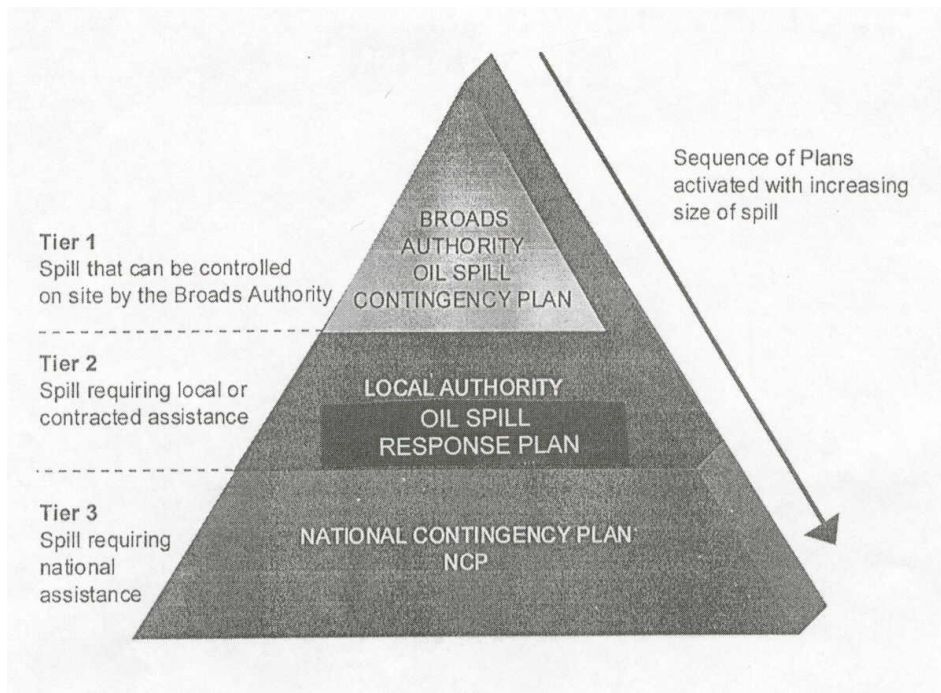 Sequence of Plans
activated with increasing
size of spill
BROADS
AUTHORITY
OIL SPILL
CONTINGENCY PLAN
Tier 1
Spill that can be controlled
on site by the Broads Authority
Tier 2
Spill requiring local or
contracted assistance
LOCAL AUTHORITY
OIL SPILL
RESPONSE PLAN
Tier 3
Spill requiring
national
assistance
NATIONAL CONTINGENCY PLAN
NCP